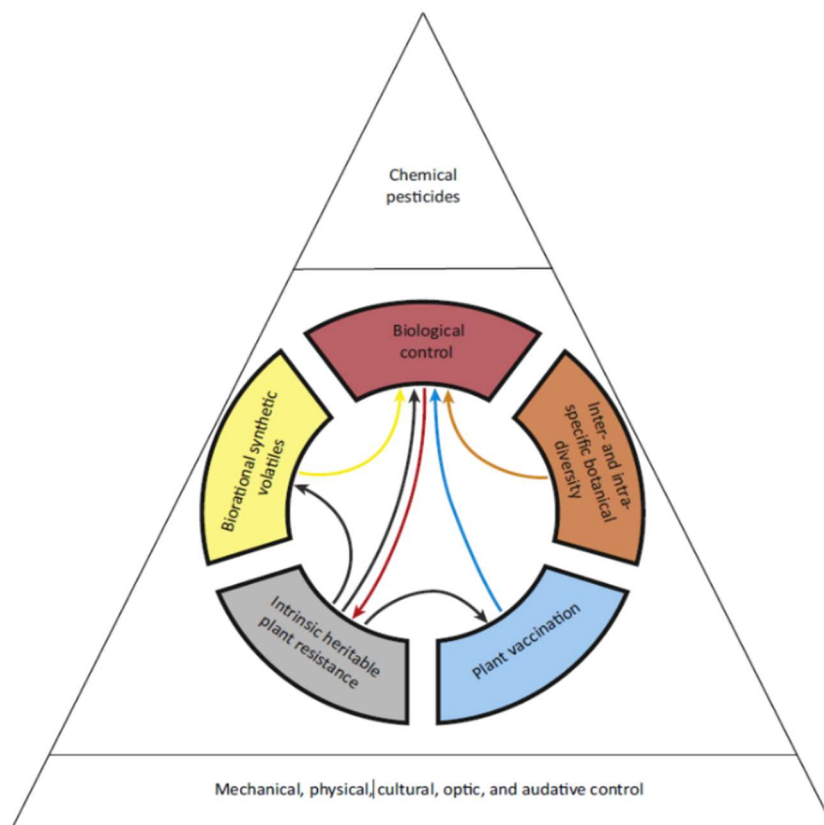 Chemical
pesticides
Biological
control
Biorational synthetic
volatiles
Inter- and intra-
specific botanical
diversity
Intrinsic heritable
plant resistance
Plant vaccination
Mechanical, physical, cultural, optic, and audative control